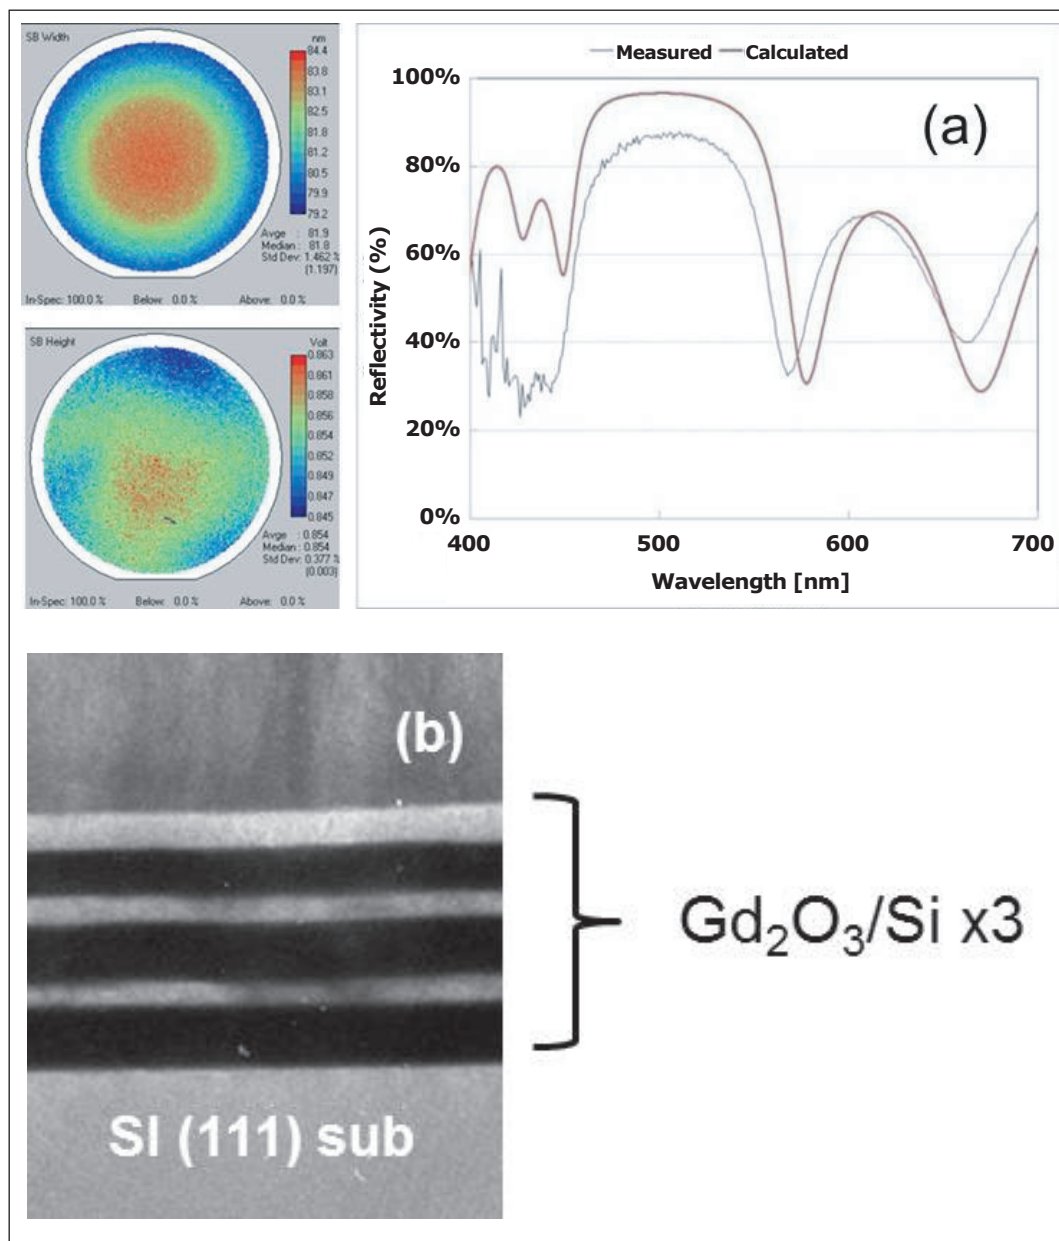 SB Width
nm
84.4
83.8
83.1
82.5
81.8
81.2
80.5
79.9
79.2
Avge : 81.9
Median : 81.8
Std Dev: 1.462 %
(1.197)
In-Spec: 100.0 % Below: 0.0 % Above: 0.0 %
SB Height
Volt
0.863
0.861
0.858
0.856
0.854
0.852
0.849
0.847
0.845
Avge : 0.854
Median : 0.854
Std Dev: 0.377 %
(0.003)
In-Spec: 100.0 % Below: 0.0 % Above: 0.0 %
Measured Calculated
(a)
Reflectivity (%)
100%
80%
60%
40%
20%
0%
400 500 600 700
Wavelength [nm]
(b)
Gd₂O₃/Si x3
SI (111) sub